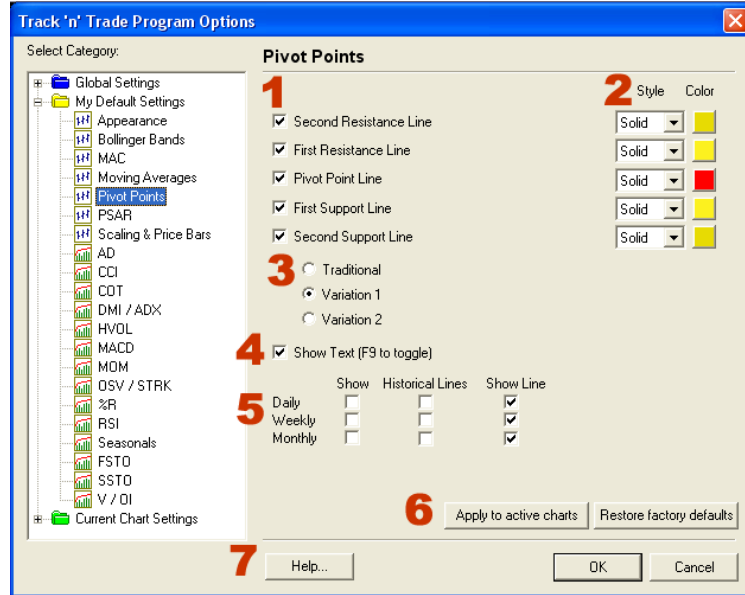 Track 'n' Trade Program Options
Select Category:
Global Settings
My Default Settings
Appearance
Bollinger Bands
MAC
Moving Averages
Pivot Points
PSAR
Scaling & Price Bars
AD
CCI
COT
DMI / ADX
HVOL
MACD
MOM
OSV / STRK
%R
RSI
Seasonals
FSTO
SSTO
V / OI
Current Chart Settings
Pivot Points
1
2 Style Color
Second Resistance Line Solid
First Resistance Line Solid
Pivot Point Line Solid
First Support Line Solid
Second Support Line Solid
3 Traditional
Variation 1
Variation 2
4 Show Text (F9 to toggle)
Show Historical Lines Show Line
5 Daily
Weekly
Monthly
6 Apply to active charts Restore factory defaults
7 Help... OK Cancel